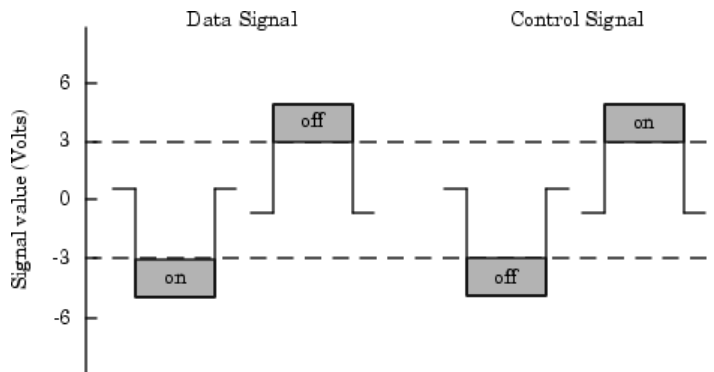 Data Signal
Control Signal
Signal value (Volts)
6
3
0
-3
-6
off
on
on
off